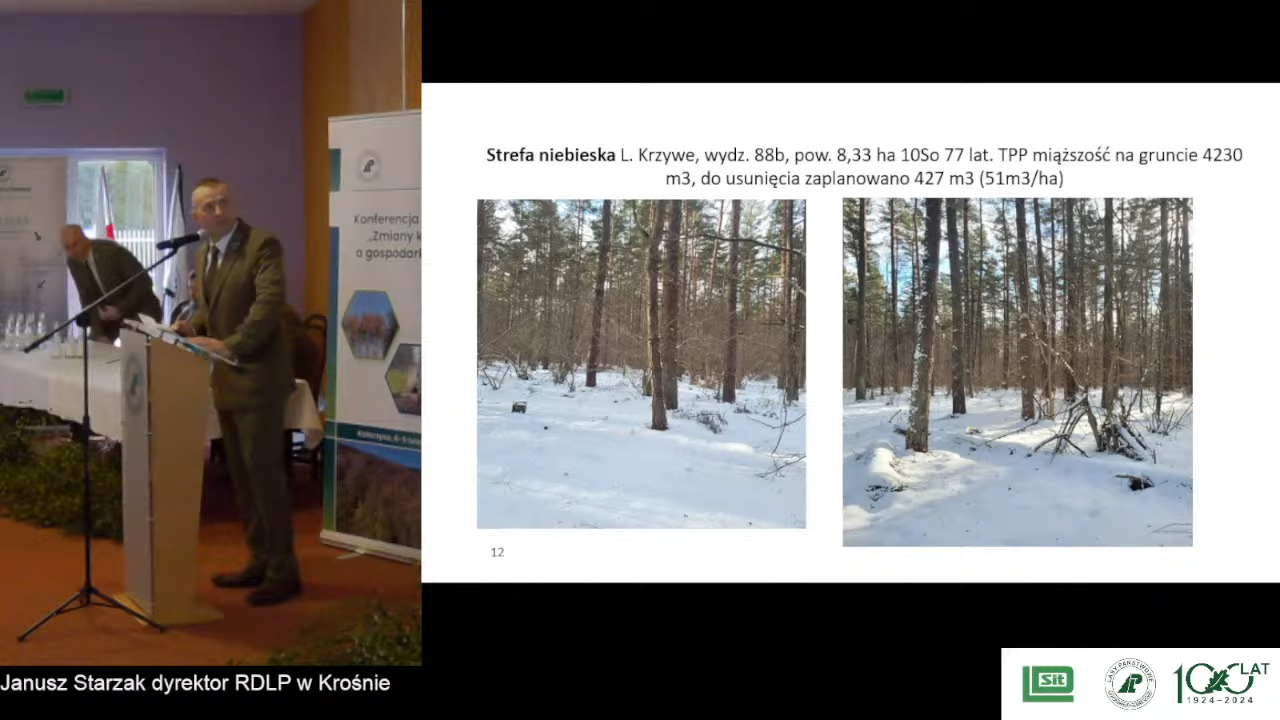 Strefa niebieska L. Krzywe, wydz. 88b, pow. 8,33 ha 10So 77 lat. TPP miąższość na gruncie 4230
m3, do usunięcia zaplanowano 427 m3 (51m3/ha)
Konferencja
„Zmiany k
a gospodark
12
Janusz Starzak dyrektor RDLP w Krośnie
Sit
LASY PAŃSTWOWE
100 LAT
1924-2024